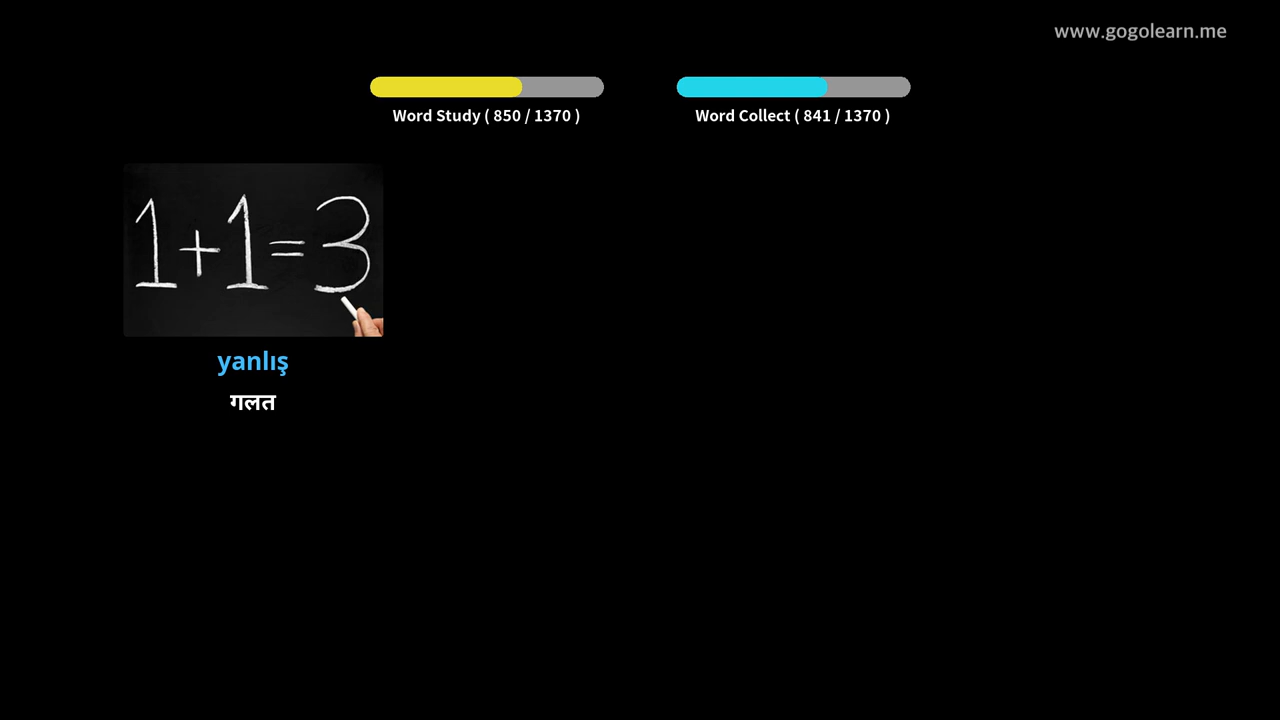 www.gogolearn.me
Word Study ( 850 / 1370 )
Word Collect ( 841 / 1370 )
1+1=3
yanlış
गलत